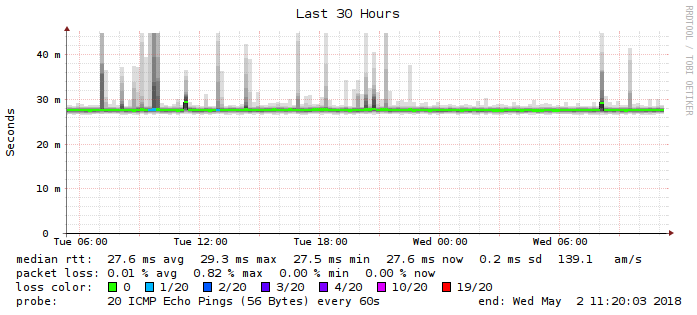 Last 30 Hours
RRDTOOL / TOBI OETIKER
Seconds
40 m
30 m
20 m
10 m
0
Tue 06:00 Tue 12:00 Tue 18:00 Wed 00:00 Wed 06:00
median rtt: 27.6 ms avg 29.3 ms max 27.5 ms min 27.6 ms now 0.2 ms sd 139.1 am/s
packet loss: 0.01 % avg 0.82 % max 0.00 % min 0.00 % now
loss color: 0 1/20 2/20 3/20 4/20 10/20 19/20
probe: 20 ICMP Echo Pings (56 Bytes) every 60s end: Wed May 2 11:20:03 2018